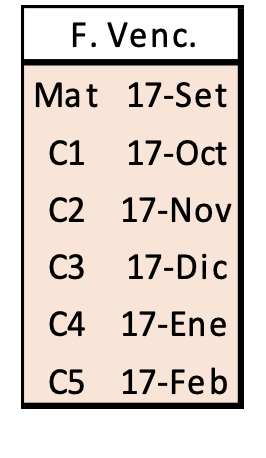 F. Venc.
Mat 17-Set
C1 17-Oct
C2 17-Nov
C3 17-Dic
C4 17-Ene
C5 17-Feb